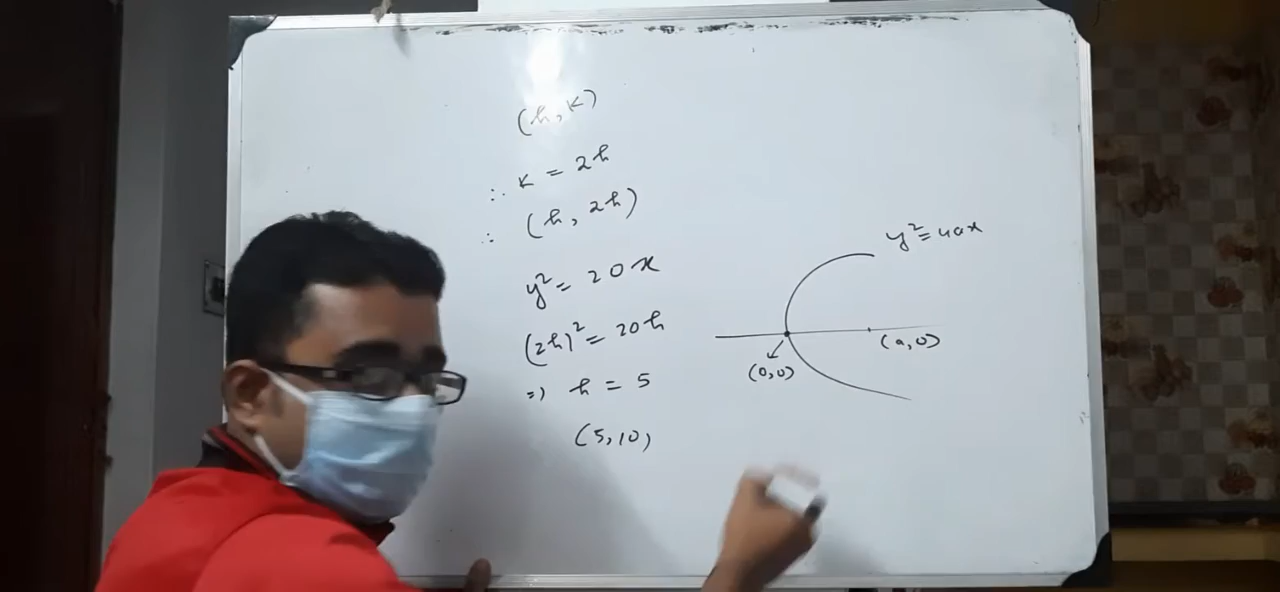 (h, k)
∴ k = 2h
∴ (h, 2h)
y² = 20x
(2h)² = 20h
=) h = 5
(5,10)
y² = 4ax
(a,0)
(0,0)